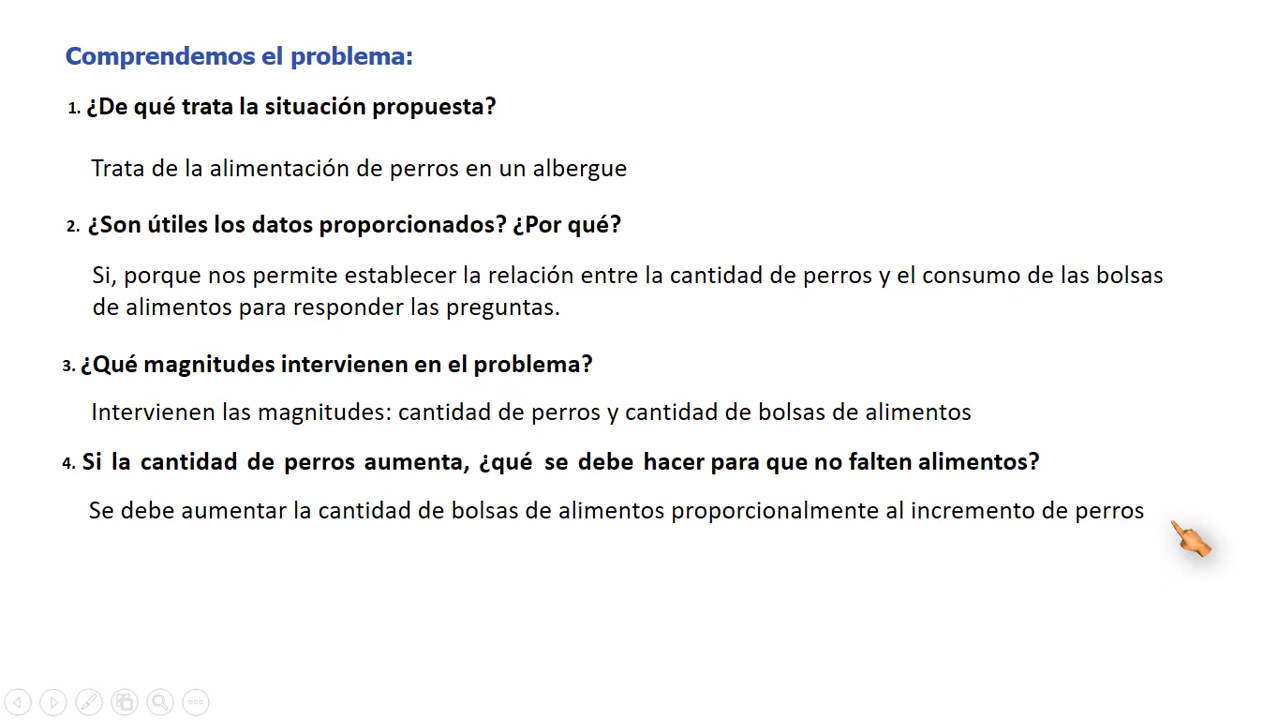 Comprendemos el problema:
1. ¿De qué trata la situación propuesta?
Trata de la alimentación de perros en un albergue
2. ¿Son útiles los datos proporcionados? ¿Por qué?
Si, porque nos permite establecer la relación entre la cantidad de perros y el consumo de las bolsas
de alimentos para responder las preguntas.
3. ¿Qué magnitudes intervienen en el problema?
Intervienen las magnitudes: cantidad de perros y cantidad de bolsas de alimentos
4. Si la cantidad de perros aumenta, ¿qué se debe hacer para que no falten alimentos?
Se debe aumentar la cantidad de bolsas de alimentos proporcionalmente al incremento de perros